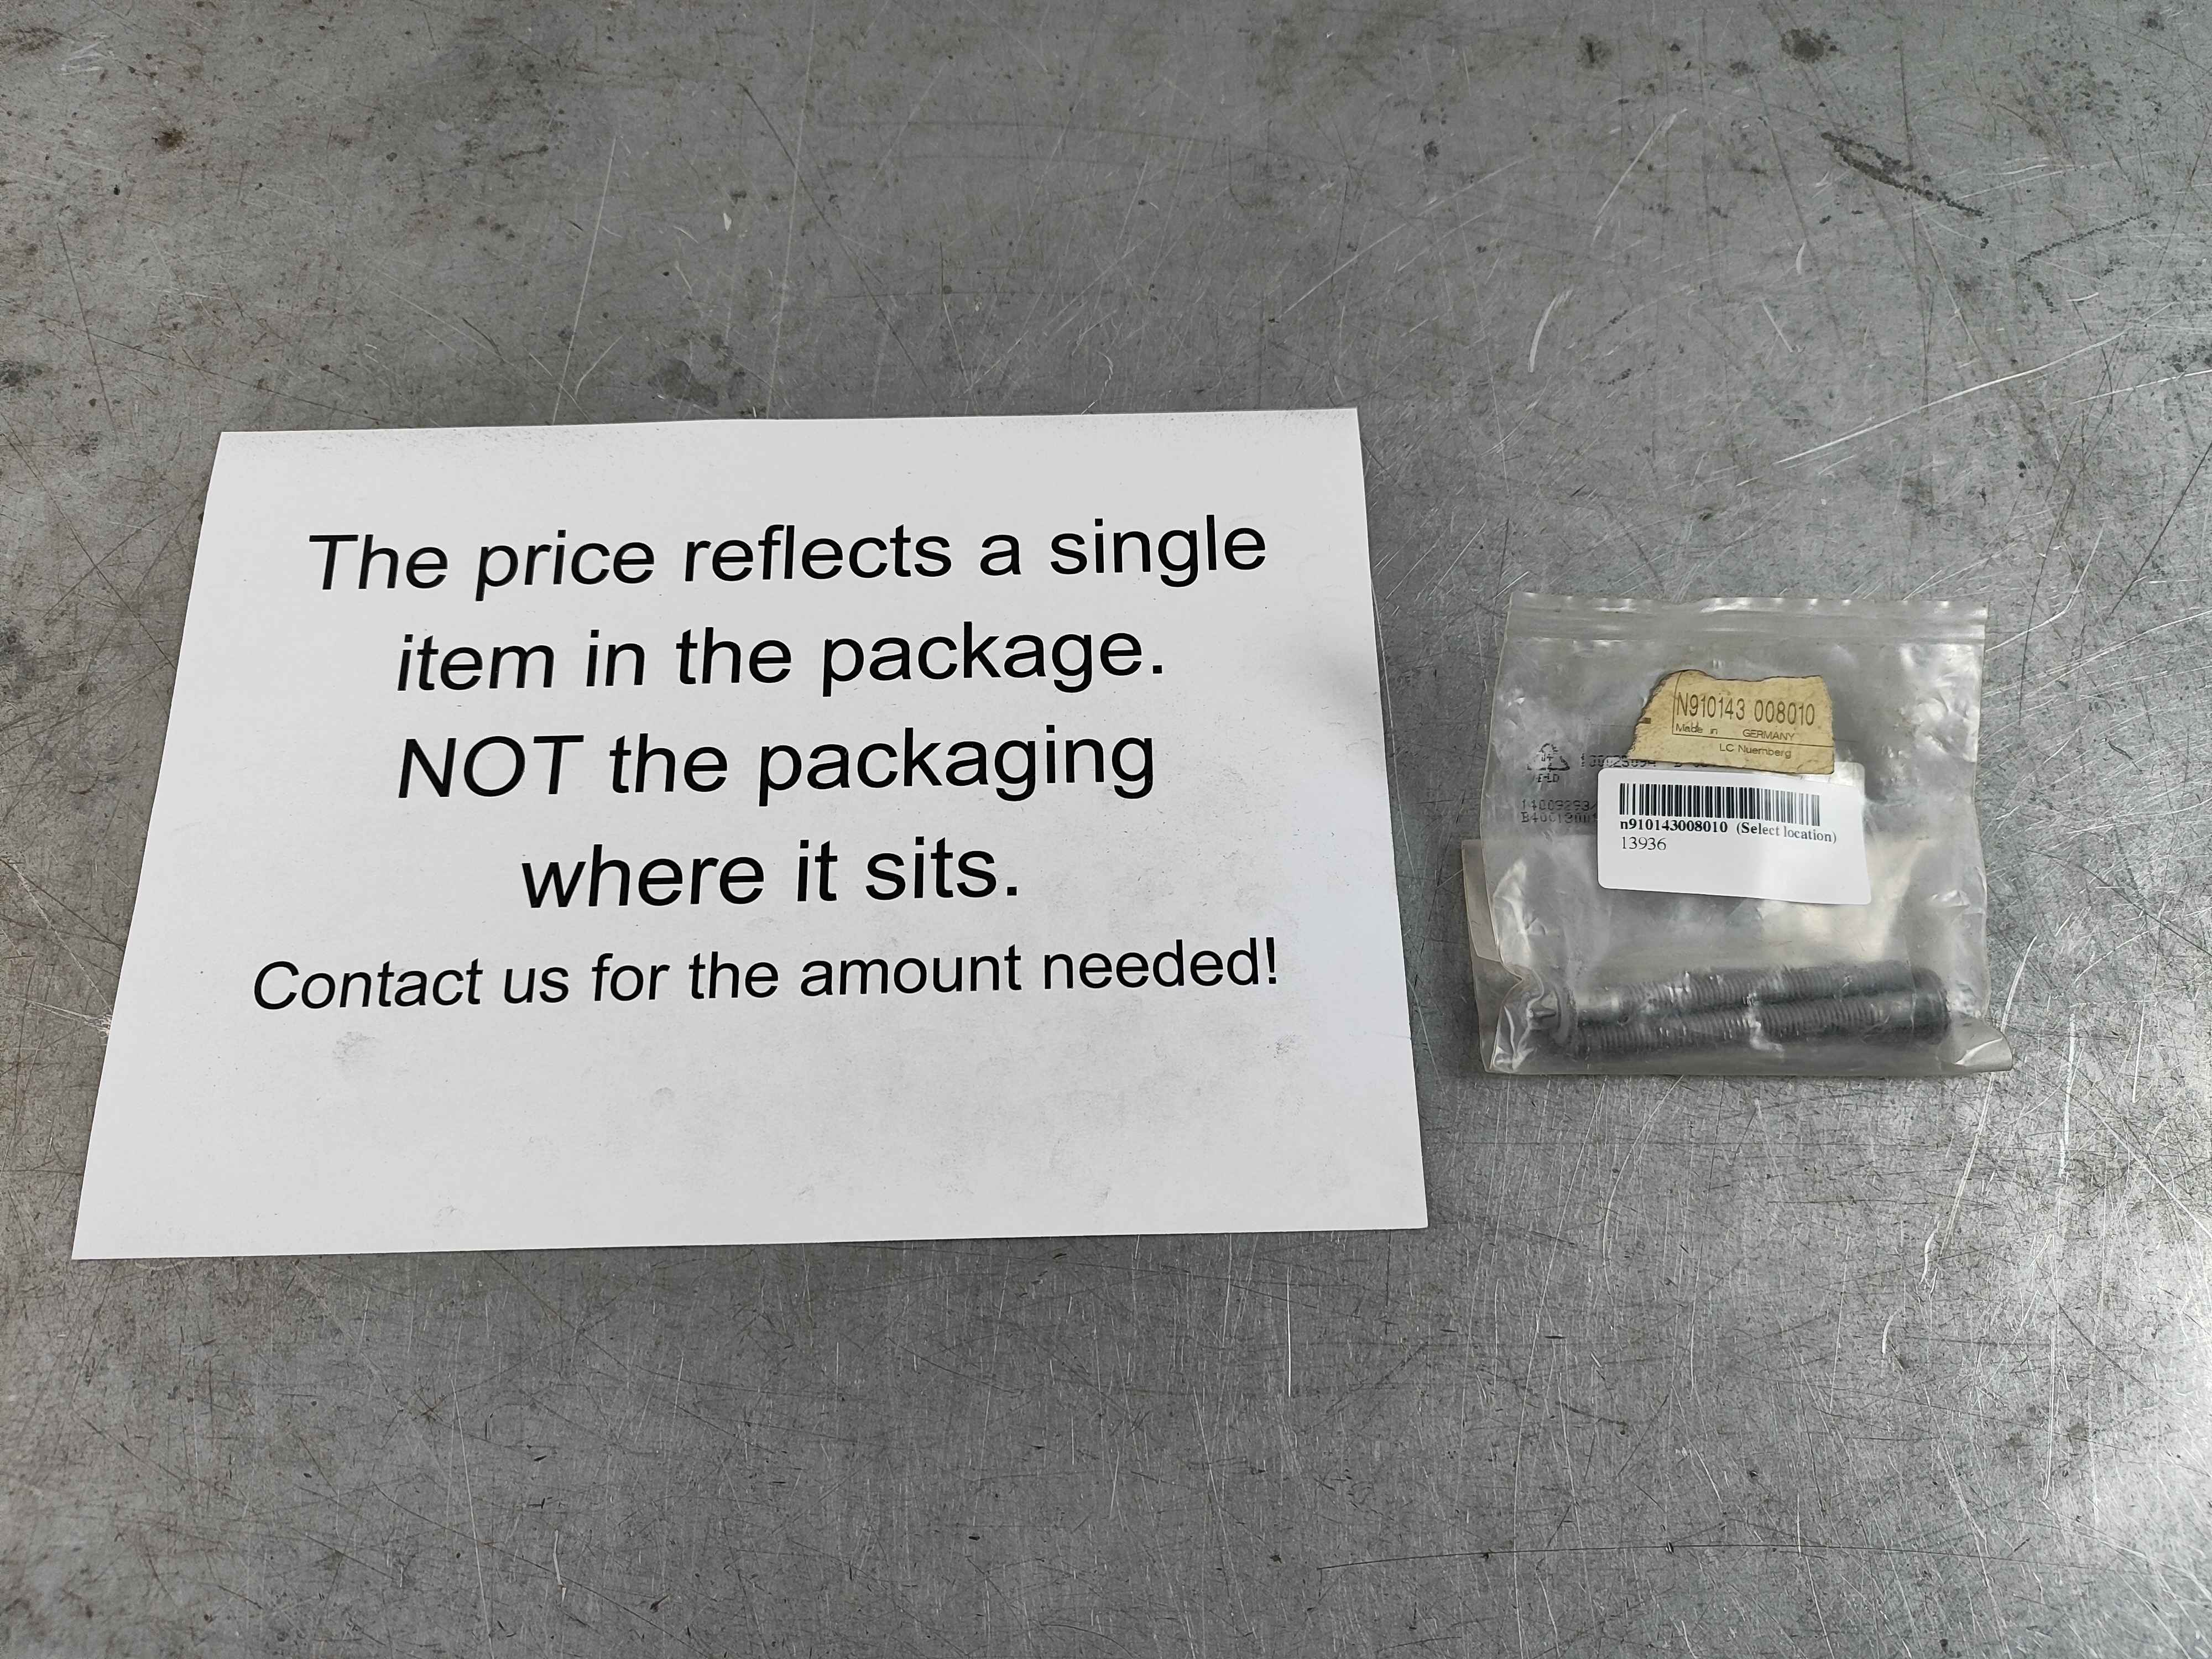 The price reflects a single
item in the package.
NOT the packaging
where it sits.
Contact us for the amount needed!
N910143 008010
Made in GERMANY
LC Nuernberg
n910143008010 (Select location)
13936